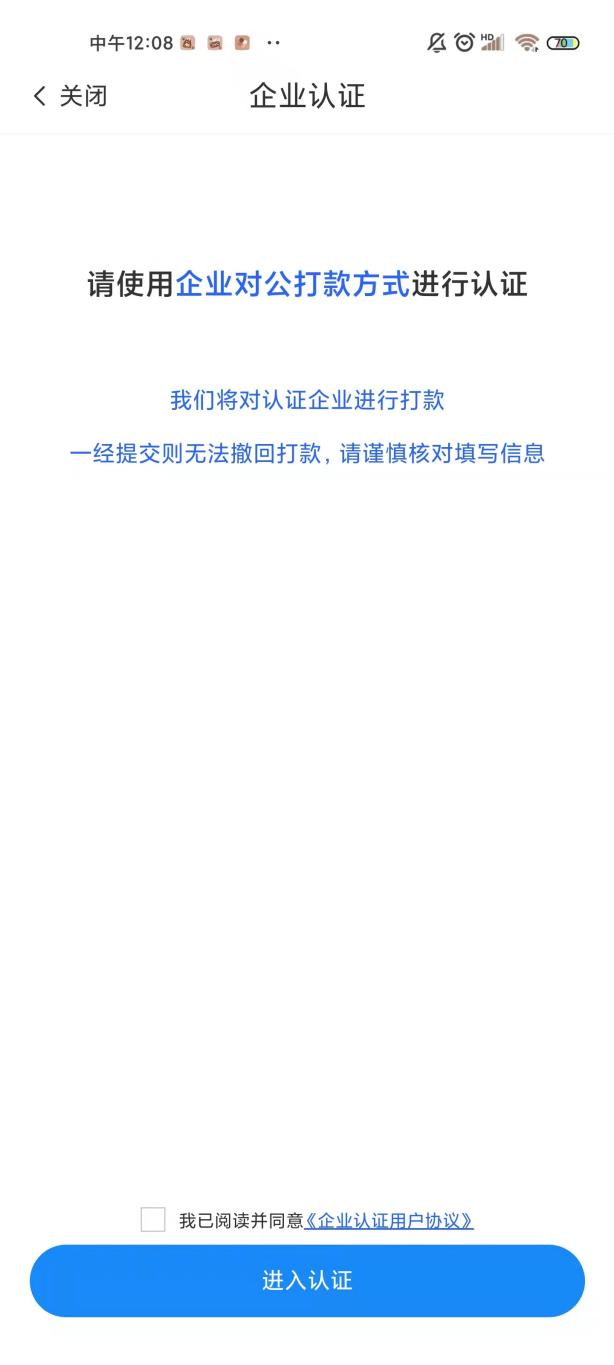 中午12:08
HD
70
关闭
企业认证
请使用企业对公打款方式进行认证
我们将对认证企业进行打款
一经提交则无法撤回打款，请谨慎核对填写信息
我已阅读并同意《企业认证用户协议》
进入认证